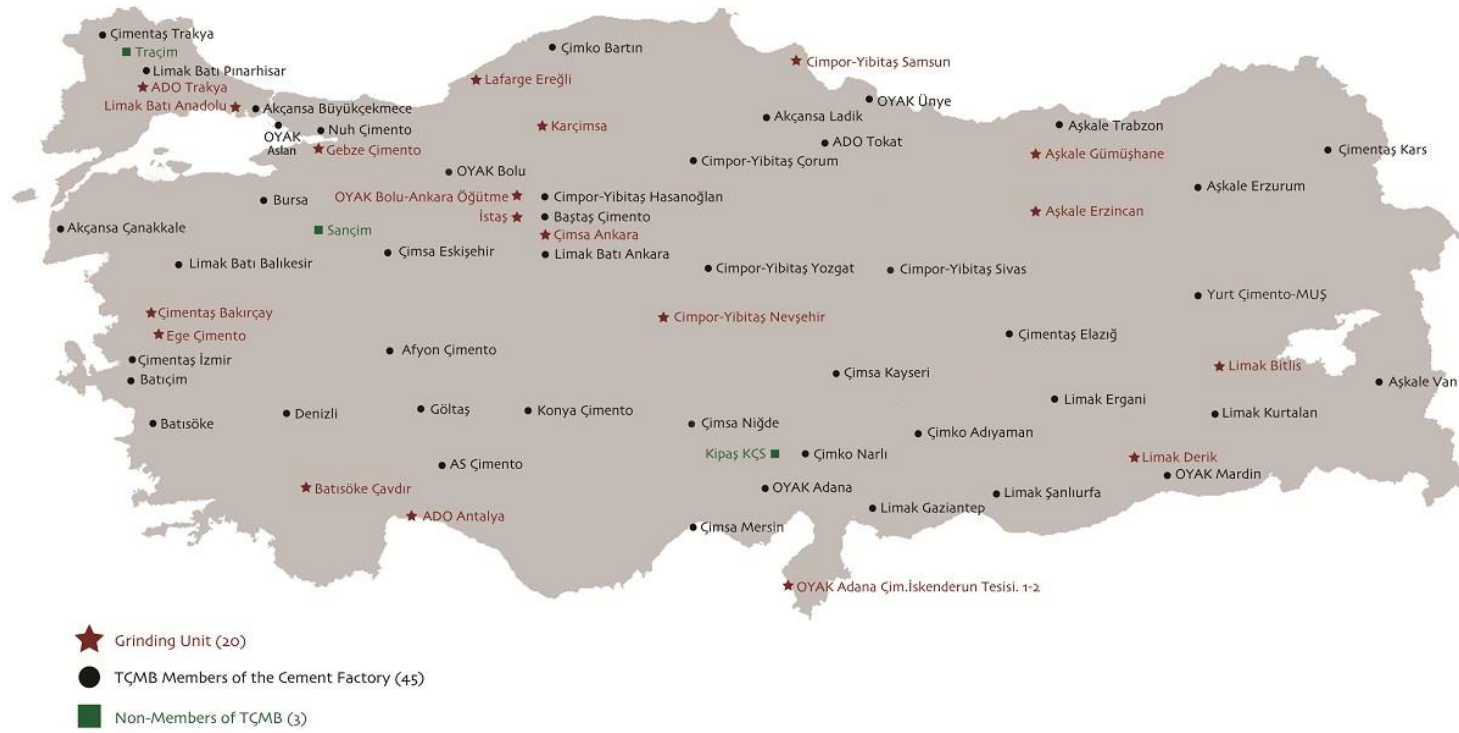 Çimentaş Trakya
Traçim
Limak Batı Pınarhisar
ADO Trakya
Limak Batı Anadolu
Akçansa Büyükçekmece
OYAK
Aslan
Nuh Çimento
Gebze Çimento
Lafarge Ereğli
Çimko Bartın
Karçimsa
Cimpor-Yibitaş Samsun
OYAK Ünye
Akçansa Ladik
ADO Tokat
Cimpor-Yibitaş Çorum
Aşkale Trabzon
Aşkale Gümüşhane
Çimentaş Kars
Aşkale Erzurum
Aşkale Erzincan
OYAK Bolu
Bursa
OYAK Bolu-Ankara Öğütme
Cimpor-Yibitaş Hasanoğlan
İstaş
Baştaş Çimento
Akçansa Çanakkale
Sançim
Çimsa Ankara
Çimsa Eskişehir
Limak Batı Ankara
Limak Batı Balıkesir
Cimpor-Yibitaş Yozgat
Cimpor-Yibitaş Sivas
Yurt Çimento-MUŞ
Çimentaş Bakırçay
Ege Çimento
Cimpor-Yibitaş Nevşehir
Çimentaş Elazığ
Çimentaş İzmir
Afyon Çimento
Batıçim
Çimsa Kayseri
Limak Bitlis
Aşkale Van
Batısöke
Denizli
Göltaş
Konya Çimento
Çimsa Niğde
Limak Ergani
Limak Kurtalan
Çimko Adıyaman
Kipaş KÇS
Çimko Narlı
Limak Derik
AS Çimento
OYAK Mardin
Batısöke Çavdır
OYAK Adana
Limak Şanlıurfa
Limak Gaziantep
ADO Antalya
Çimsa Mersin
OYAK Adana Çim.İskenderun Tesisi. 1-2
Grinding Unit (20)
TÇMB Members of the Cement Factory (45)
Non-Members of TÇMB (3)